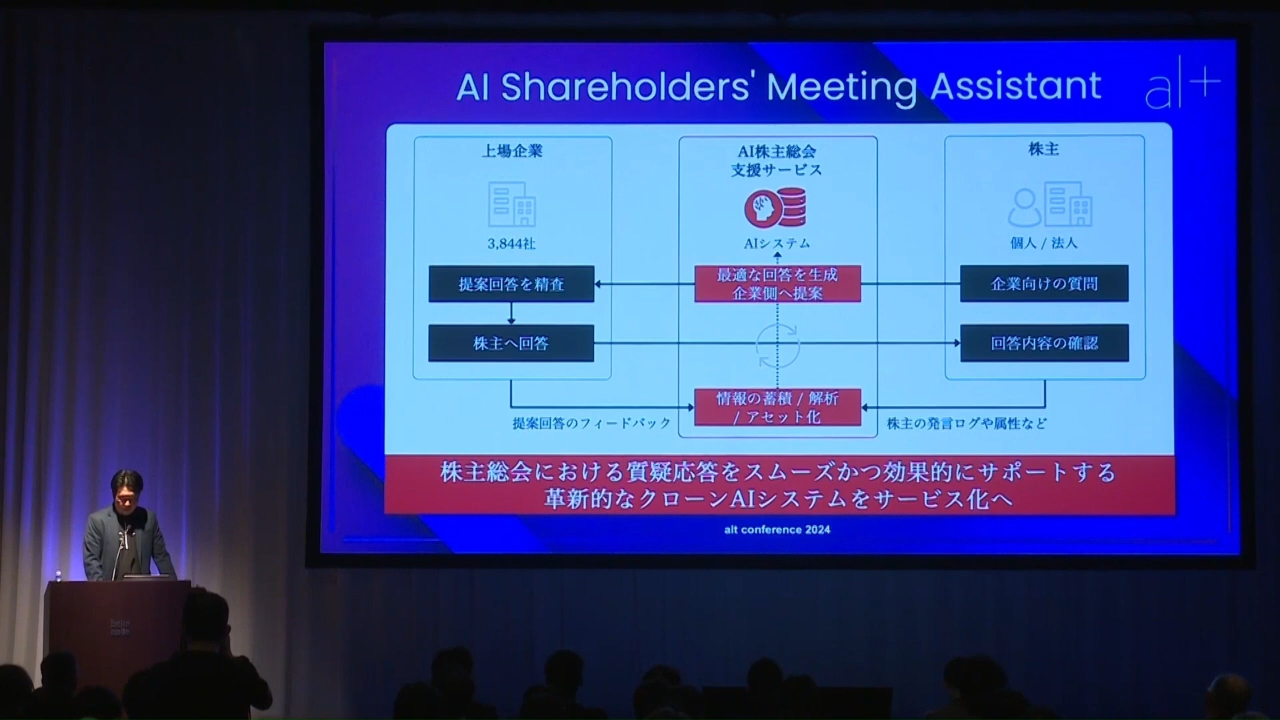 AI Shareholders' Meeting Assistant
al+
上場企業
3,844社
提案回答を精査
株主へ回答
AI株主総会
支援サービス
AIシステム
最適な回答を生成
企業側へ提案
情報の蓄積 / 解析
/ アセット化
株主
個人 / 法人
企業向けの質問
回答内容の確認
提案回答のフィードバック
株主の発言ログや属性など
株主総会における質疑応答をスムーズかつ効果的にサポートする
革新的なクローンAIシステムをサービス化へ
alt conference 2024